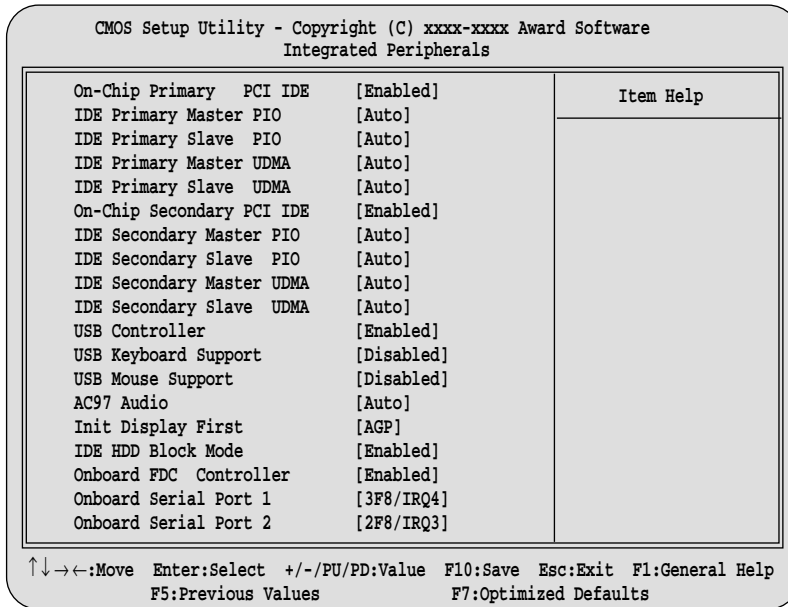 CMOS Setup Utility - Copyright (C) xxxx-xxxx Award Software
Integrated Peripherals
On-Chip Primary PCI IDE [Enabled]
IDE Primary Master PIO [Auto]
IDE Primary Slave PIO [Auto]
IDE Primary Master UDMA [Auto]
IDE Primary Slave UDMA [Auto]
On-Chip Secondary PCI IDE [Enabled]
IDE Secondary Master PIO [Auto]
IDE Secondary Slave PIO [Auto]
IDE Secondary Master UDMA [Auto]
IDE Secondary Slave UDMA [Auto]
USB Controller [Enabled]
USB Keyboard Support [Disabled]
USB Mouse Support [Disabled]
AC97 Audio [Auto]
Init Display First [AGP]
IDE HDD Block Mode [Enabled]
Onboard FDC Controller [Enabled]
Onboard Serial Port 1 [3F8/IRQ4]
Onboard Serial Port 2 [2F8/IRQ3]
Item Help
↑↓→←:Move Enter:Select +/-/PU/PD:Value F10:Save Esc:Exit F1:General Help
F5:Previous Values F7:Optimized Defaults